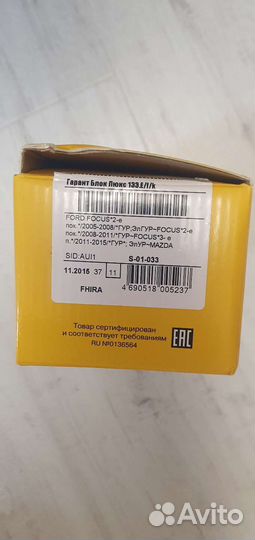 Гарант Блок Люкс 133.E/f/k
FORD FOCUS*2-е
пок.*/2005-2008/*ГУР;ЭлГУР~FOCUS*2-е
пок.*/2008-2011/*ГУР~FOCUS*3- е
п.*/2011-2015/*ГУР*; ЭлУР~MAZDA
SID:AUI1 S-01-033
11.2015 37 11
FHIRA 4 690518 005237
Товар сертифицирован
и соответствует требованиям
RU №0136564
EAC
Avito